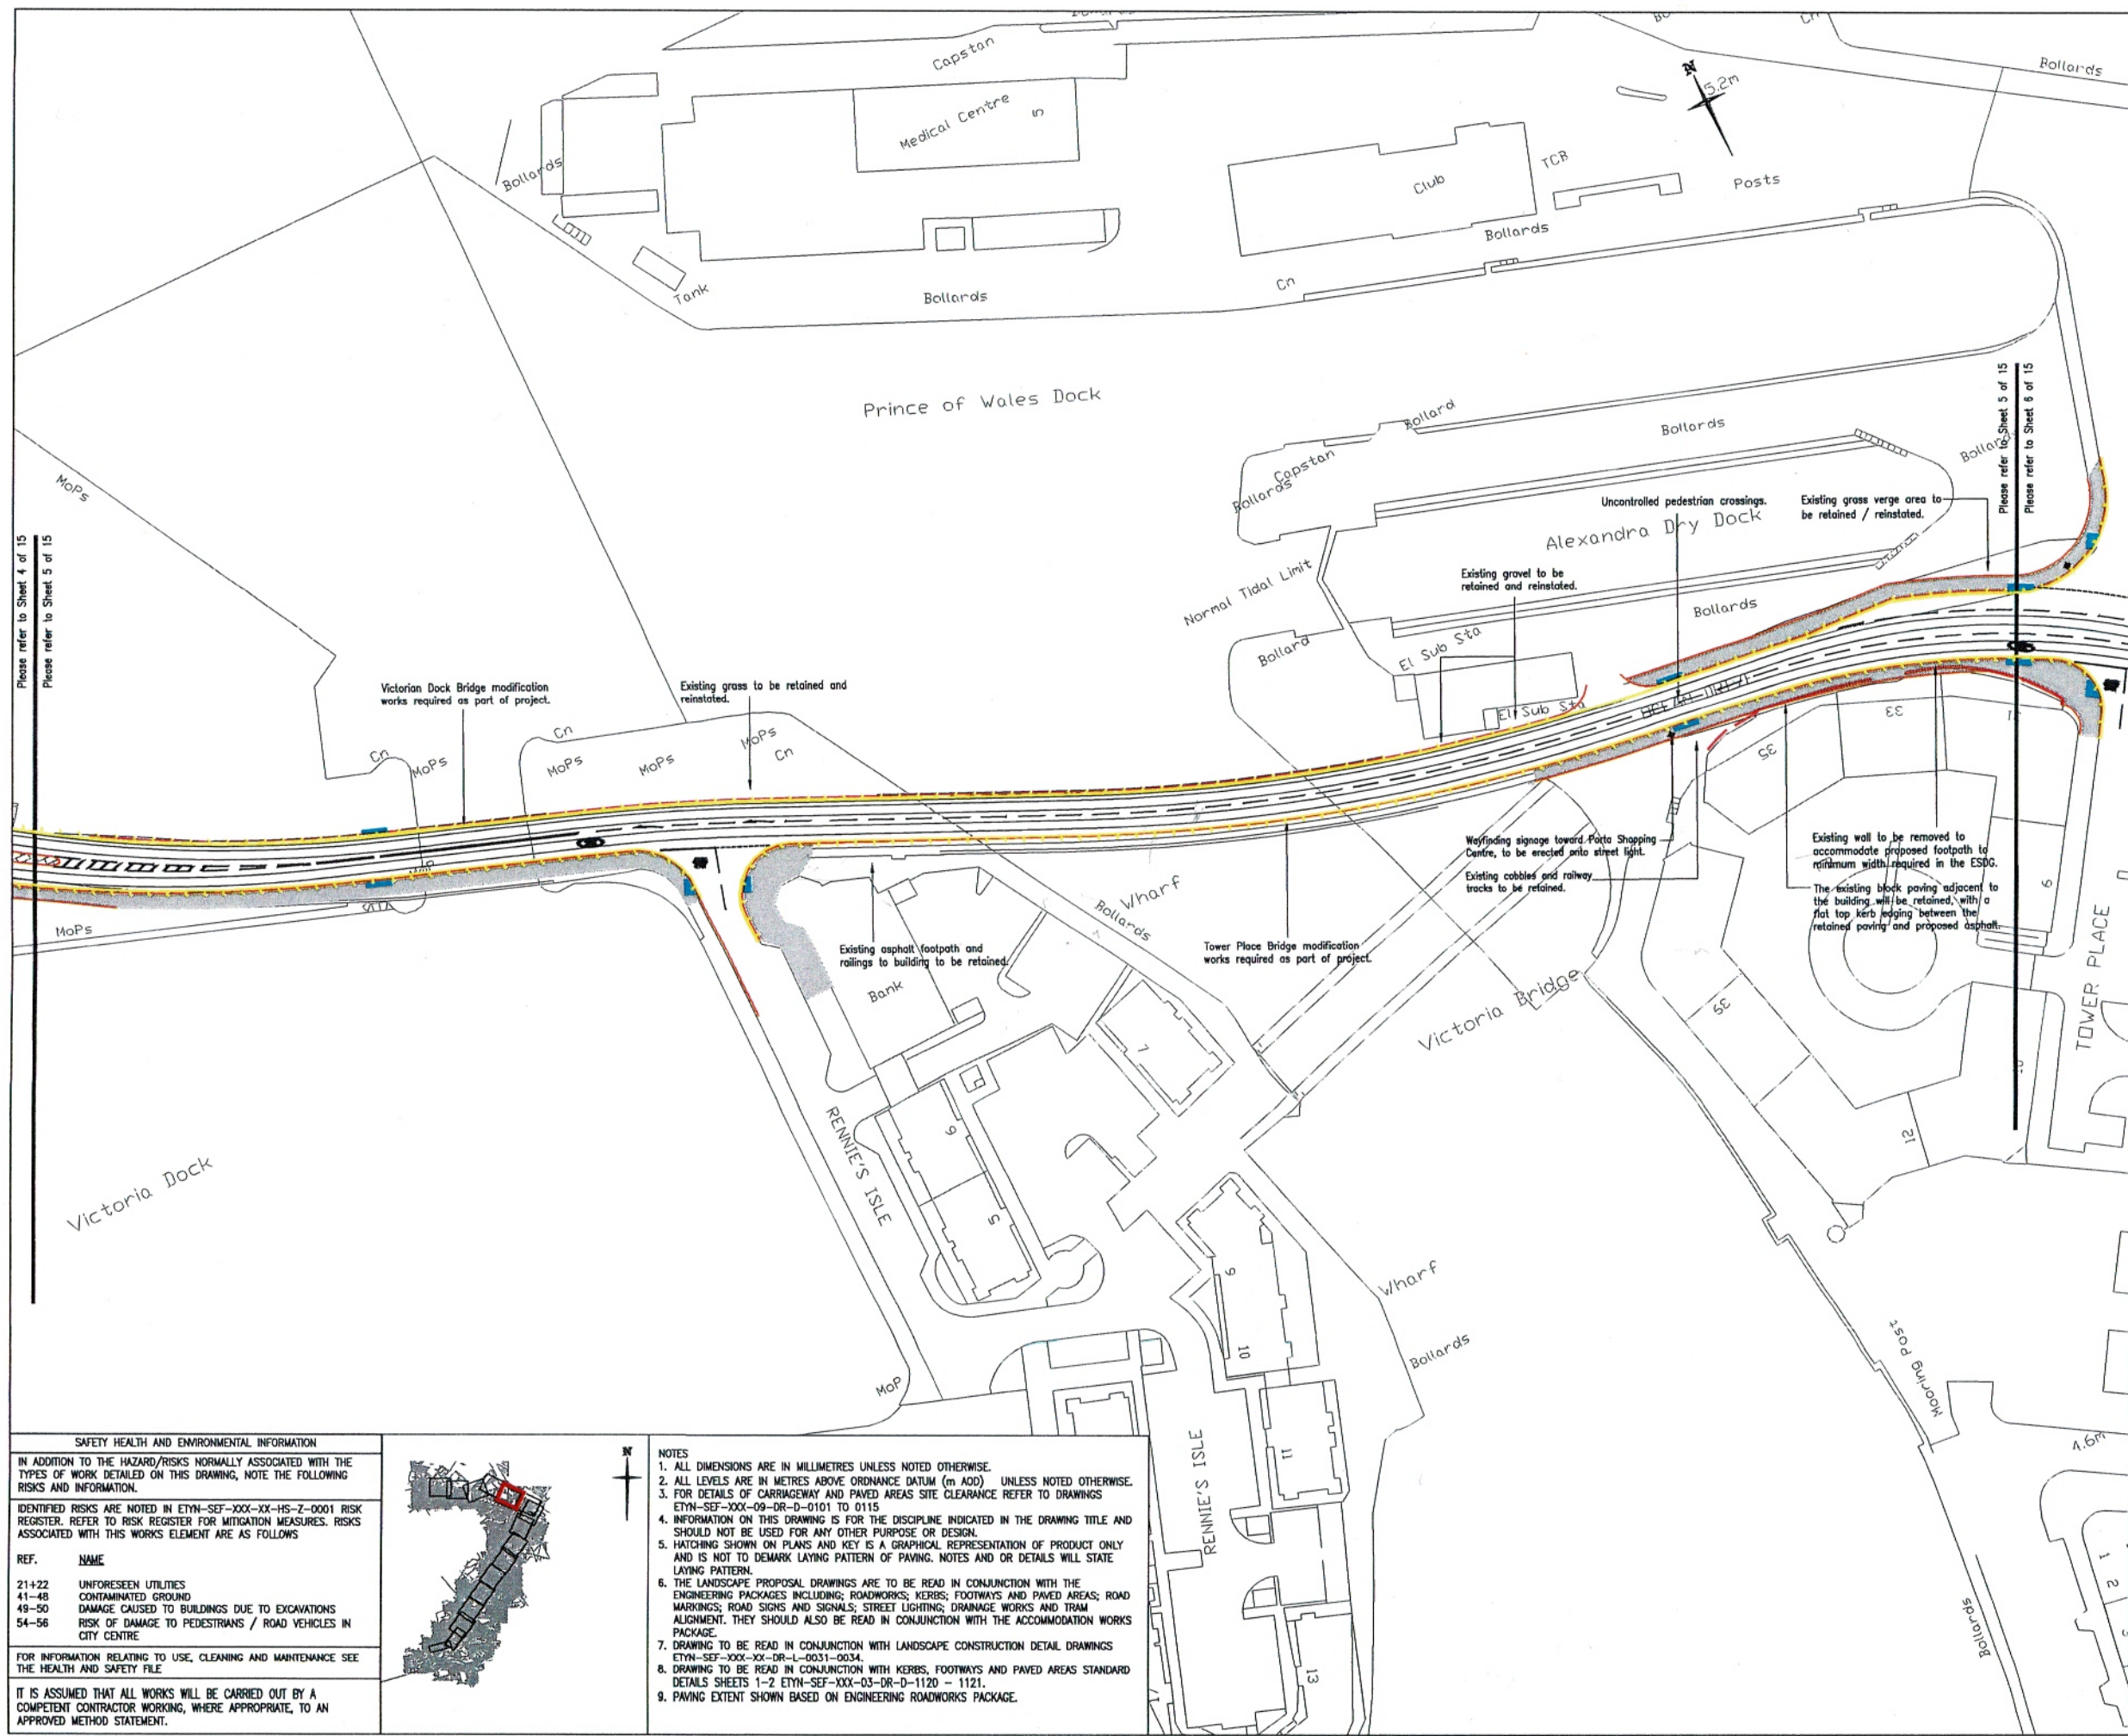 Capstan
Bollards
Medical Centre
5
N
5.2m
TCB
Posts
Club
Bollards
Bollards
Tank
Bollards
Cn
Prince of Wales Dock
Bollard
Bollards
Capstan
Bollards
Bollards
Please refer to Sheet 5 of 15
Please refer to Sheet 6 of 15
MoPs
Uncontrolled pedestrian crossings.
Existing grass verge area to
be retained / reinstated.
Alexandra Dry Dock
Please refer to Sheet 4 of 15
Please refer to Sheet 5 of 15
Normal Tidal Limit
Existing gravel to be
retained and reinstated.
Bollards
Bollard
El Sub Sta
El Sub Sta
OCEAN DRIVE
Victorian Dock Bridge modification
works required as part of project.
Existing grass to be retained and
reinstated.
Cn
MoPs
Cn
MoPs
MoPs
MoPs
Cn
33
35
Wayfinding signage toward Porta Shopping
Centre, to be erected onto street light.
Existing cobbles and railway
tracks to be retained.
Existing wall to be removed to
accommodate proposed footpath to
minimum width required in the ESDG.
The existing block paving adjacent to
the building will be retained, with a
flat top kerb edging between the
retained paving and proposed asphalt.
MoPs
Wharf
Bollards
Existing asphalt footpath and
railings to building to be retained.
Tower Place Bridge modification
works required as part of project.
Bank
Victoria Bridge
39
9
TOWER PLACE
7
RENNIE'S ISLE
9
5
12
Victoria Dock
Wharf
9
10
Bollards
Mooring Post
MoP
4.6m
RENNIE'S ISLE
11
13
Bollards
1
2
SAFETY HEALTH AND ENVIRONMENTAL INFORMATION
IN ADDITION TO THE HAZARD/RISKS NORMALLY ASSOCIATED WITH THE
TYPES OF WORK DETAILED ON THIS DRAWING, NOTE THE FOLLOWING
RISKS AND INFORMATION.
IDENTIFIED RISKS ARE NOTED IN ETYN-SEF-XXX-XX-HS-Z-0001 RISK
REGISTER. REFER TO RISK REGISTER FOR MITIGATION MEASURES. RISKS
ASSOCIATED WITH THIS WORKS ELEMENT ARE AS FOLLOWS
REF. NAME
21+22 UNFORESEEN UTILITIES
41-48 CONTAMINATED GROUND
49-50 DAMAGE CAUSED TO BUILDINGS DUE TO EXCAVATIONS
54-56 RISK OF DAMAGE TO PEDESTRIANS / ROAD VEHICLES IN
CITY CENTRE
FOR INFORMATION RELATING TO USE, CLEANING AND MAINTENANCE SEE
THE HEALTH AND SAFETY FILE
IT IS ASSUMED THAT ALL WORKS WILL BE CARRIED OUT BY A
COMPETENT CONTRACTOR WORKING, WHERE APPROPRIATE, TO AN
APPROVED METHOD STATEMENT.
N
NOTES
1. ALL DIMENSIONS ARE IN MILLIMETRES UNLESS NOTED OTHERWISE.
2. ALL LEVELS ARE IN METRES ABOVE ORDNANCE DATUM (m AOD) UNLESS NOTED OTHERWISE.
3. FOR DETAILS OF CARRIAGEWAY AND PAVED AREAS SITE CLEARANCE REFER TO DRAWINGS
ETYN-SEF-XXX-09-DR-D-0101 TO 0115
4. INFORMATION ON THIS DRAWING IS FOR THE DISCIPLINE INDICATED IN THE DRAWING TITLE AND
SHOULD NOT BE USED FOR ANY OTHER PURPOSE OR DESIGN.
5. HATCHING SHOWN ON PLANS AND KEY IS A GRAPHICAL REPRESENTATION OF PRODUCT ONLY
AND IS NOT TO DEMARK LAYING PATTERN OF PAVING. NOTES AND OR DETAILS WILL STATE
LAYING PATTERN.
6. THE LANDSCAPE PROPOSAL DRAWINGS ARE TO BE READ IN CONJUNCTION WITH THE
ENGINEERING PACKAGES INCLUDING; ROADWORKS; KERBS; FOOTWAYS AND PAVED AREAS; ROAD
MARKINGS; ROAD SIGNS AND SIGNALS; STREET LIGHTING; DRAINAGE WORKS AND TRAM
ALIGNMENT. THEY SHOULD ALSO BE READ IN CONJUNCTION WITH THE ACCOMMODATION WORKS
PACKAGE.
7. DRAWING TO BE READ IN CONJUNCTION WITH LANDSCAPE CONSTRUCTION DETAIL DRAWINGS
ETYN-SEF-XXX-XX-DR-L-0031-0034.
8. DRAWING TO BE READ IN CONJUNCTION WITH KERBS, FOOTWAYS AND PAVED AREAS STANDARD
DETAILS SHEETS 1-2 ETYN-SEF-XXX-03-DR-D-1120 - 1121.
9. PAVING EXTENT SHOWN BASED ON ENGINEERING ROADWORKS PACKAGE.